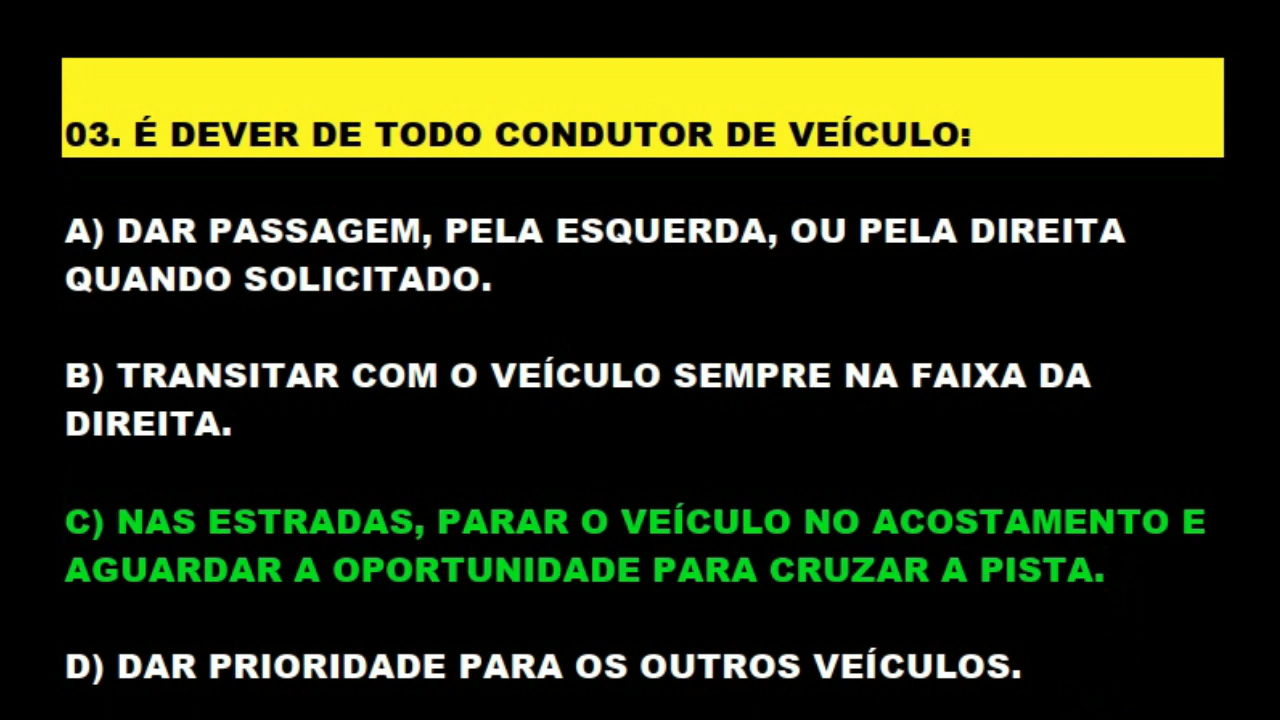 03. É DEVER DE TODO CONDUTOR DE VEÍCULO:
A) DAR PASSAGEM, PELA ESQUERDA, OU PELA DIREITA
QUANDO SOLICITADO.
B) TRANSITAR COM O VEÍCULO SEMPRE NA FAIXA DA
DIREITA.
C) NAS ESTRADAS, PARAR O VEÍCULO NO ACOSTAMENTO E
AGUARDAR A OPORTUNIDADE PARA CRUZAR A PISTA.
D) DAR PRIORIDADE PARA OS OUTROS VEÍCULOS.